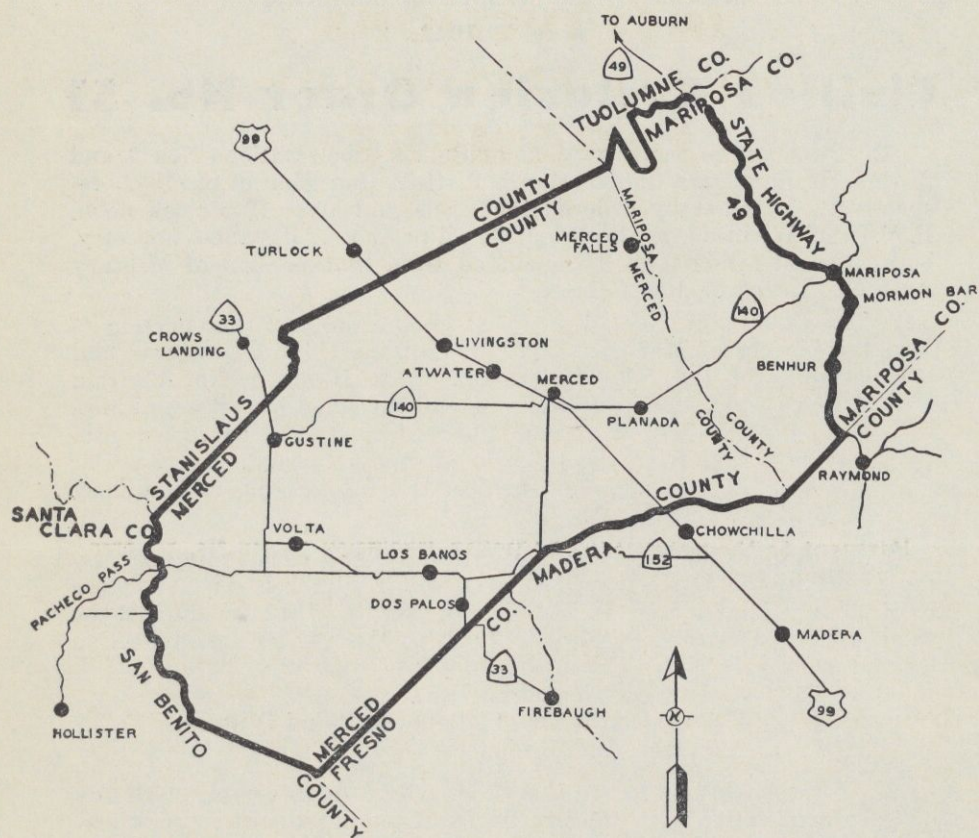 TO AUBURN
49
TUOLUMNE CO.
MARIPOSA CO.
99
STATE HIGHWAY
49
COUNTY
COUNTY
MARIPOSA
MERCED
MERCED
FALLS
TURLOCK
MARIPOSA
MORMON BAR
33
CROWS
LANDING
140
LIVINGSTON
BENHUR
MARIPOSA CO.
COUNTY
ATWATER
MERCED
140
PLANADA
STANISLAUS
MERCED
GUSTINE
COUNTY
COUNTY
RAYMOND
COUNTY
SANTA
CLARA CO.
VOLTA
CHOWCHILLA
LOS BANOS
MADERA
152
PACHECO PASS
DOS PALOS
CO.
MADERA
SAN BENITO
33
FIREBAUGH
99
HOLLISTER
MERCED
FRESNO
COUNTY